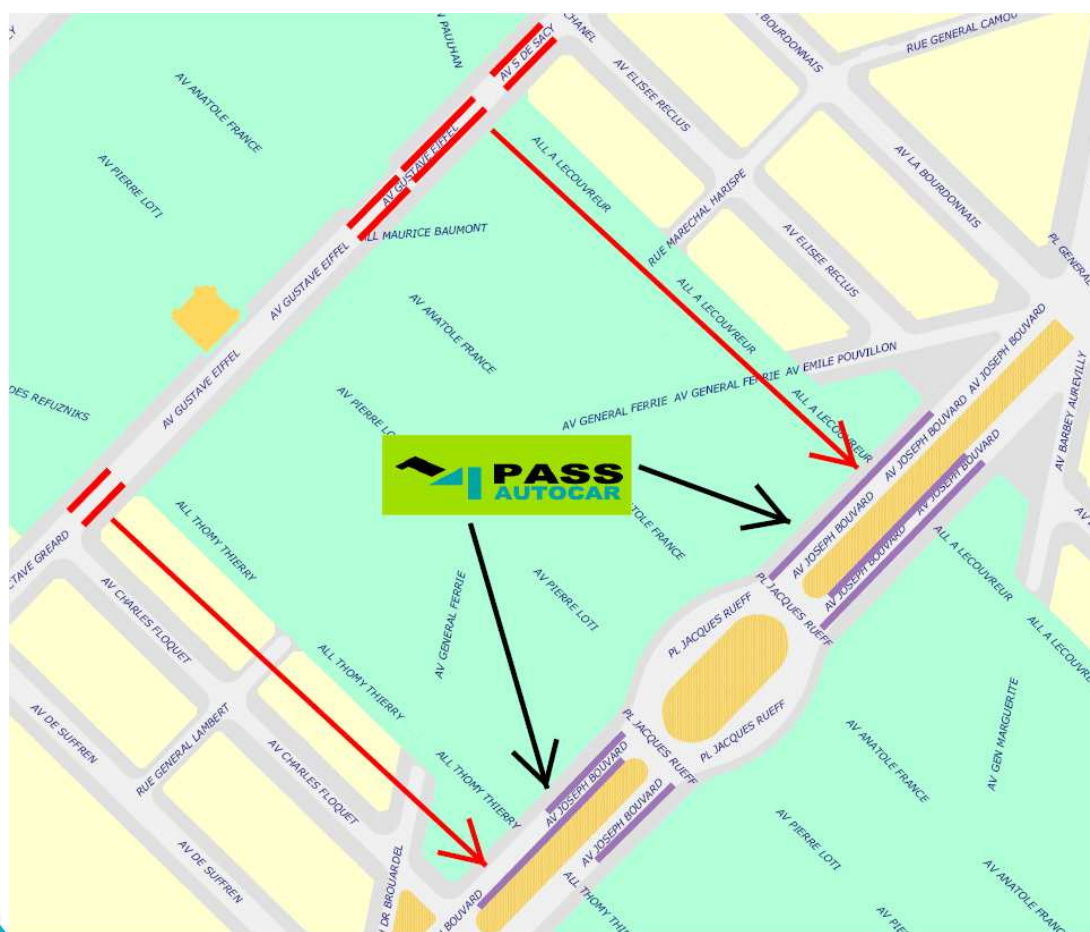 PAULHAN
AV S DE SACY
CHANEL
BOURDONNAIS
RUE GENERAL CAMOU
AV ANATOLE FRANCE
AV ELISEE RECLUS
AV PIERRE LOTI
AV GUSTAVE EIFFEL
ALL A LECOUVREUR
AV LA BOURDONNAIS
RUE MARECHAL HARISPE
ALL MAURICE BAUMONT
AV GUSTAVE EIFFEL
AV ELISEE RECLUS
PL GENERAL
ALL A LECOUVREUR
AV ANATOLE FRANCE
AV JOSEPH BOUVARD
AV GUSTAVE EIFFEL
AV GENERAL FERRIE AV EMILE POUVILLON
DES REFUZNIKS
AV PIERRE
AV GENERAL FERRIE
ALL A LECOUVREUR
AV JOSEPH BOUVARD
AV BARBEY AUREVILLY
PASS
AUTOCAR
AV JOSEPH BOUVARD
ALL THOMY THIERRY
ANATOLE FRANCE
AV JOSEPH BOUVARD
AV JOSEPH BOUVARD
ALL A LECOUVREUR
AV
CTAVE GREARD
AV CHARLES FLOQUET
AV GENERAL FERRIE
AV PIERRE LOTI
PL JACQUES RUEFF
PL JACQUES RUEFF
ALL A LECOUVREUR
ALL THOMY THIERRY
AV DE SUFFREN
RUE GENERAL LAMBERT
AV CHARLES FLOQUET
PL JACQUES RUEFF
PL JACQUES RUEFF
AV ANATOLE FRANCE
AV GEN MARGUERITE
ALL THOMY THIERRY
AV JOSEPH BOUVARD
AV JOSEPH BOUVARD
AV PIERRE LOTI
AV DE SUFFREN
DR BROUARDEL
BOUVARD
ALL THOMY THIERRY
AV ANATOLE FRANCE
AV